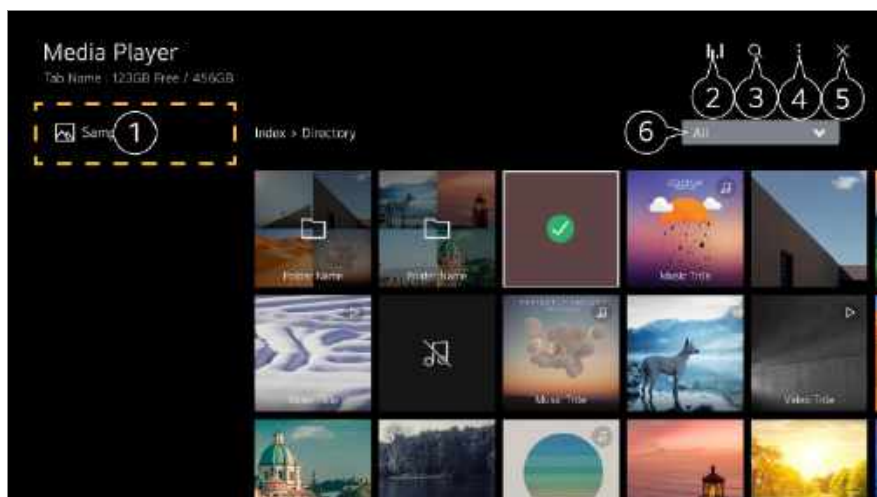 Media Player
Tab Name : 123GB Free / 456GB
2 3 4 5
1
Index > Directory
6 All
Folder Name
Folder Name
Music Title
Music Title
Video Title